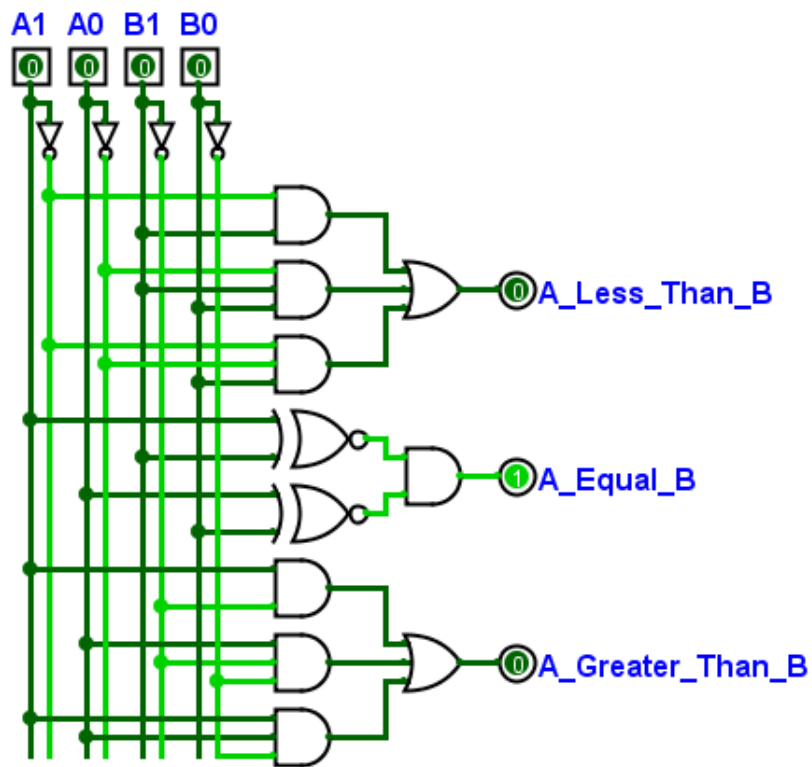 A1 A0 B1 B0
0 0 0 0
0 A_Less_Than_B
1 A_Equal_B
0 A_Greater_Than_B